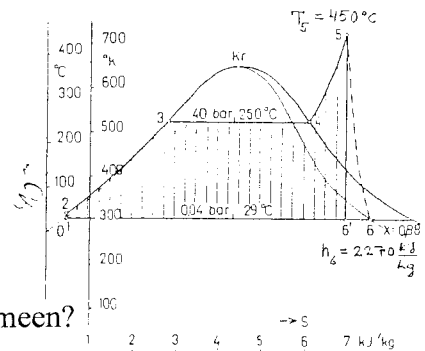 T₅ = 450°C
5
400 700
°C °K
300 600
Kr
3 40 bar, 250°C 4
200 500
100 400
2
0 1 300 0,04 bar 29°C 6' 6 x=0,88
h₆ = 2270 kJ/kg
200
meen?
100
→ S
1 2 3 4 5 6 7 kJ/kg